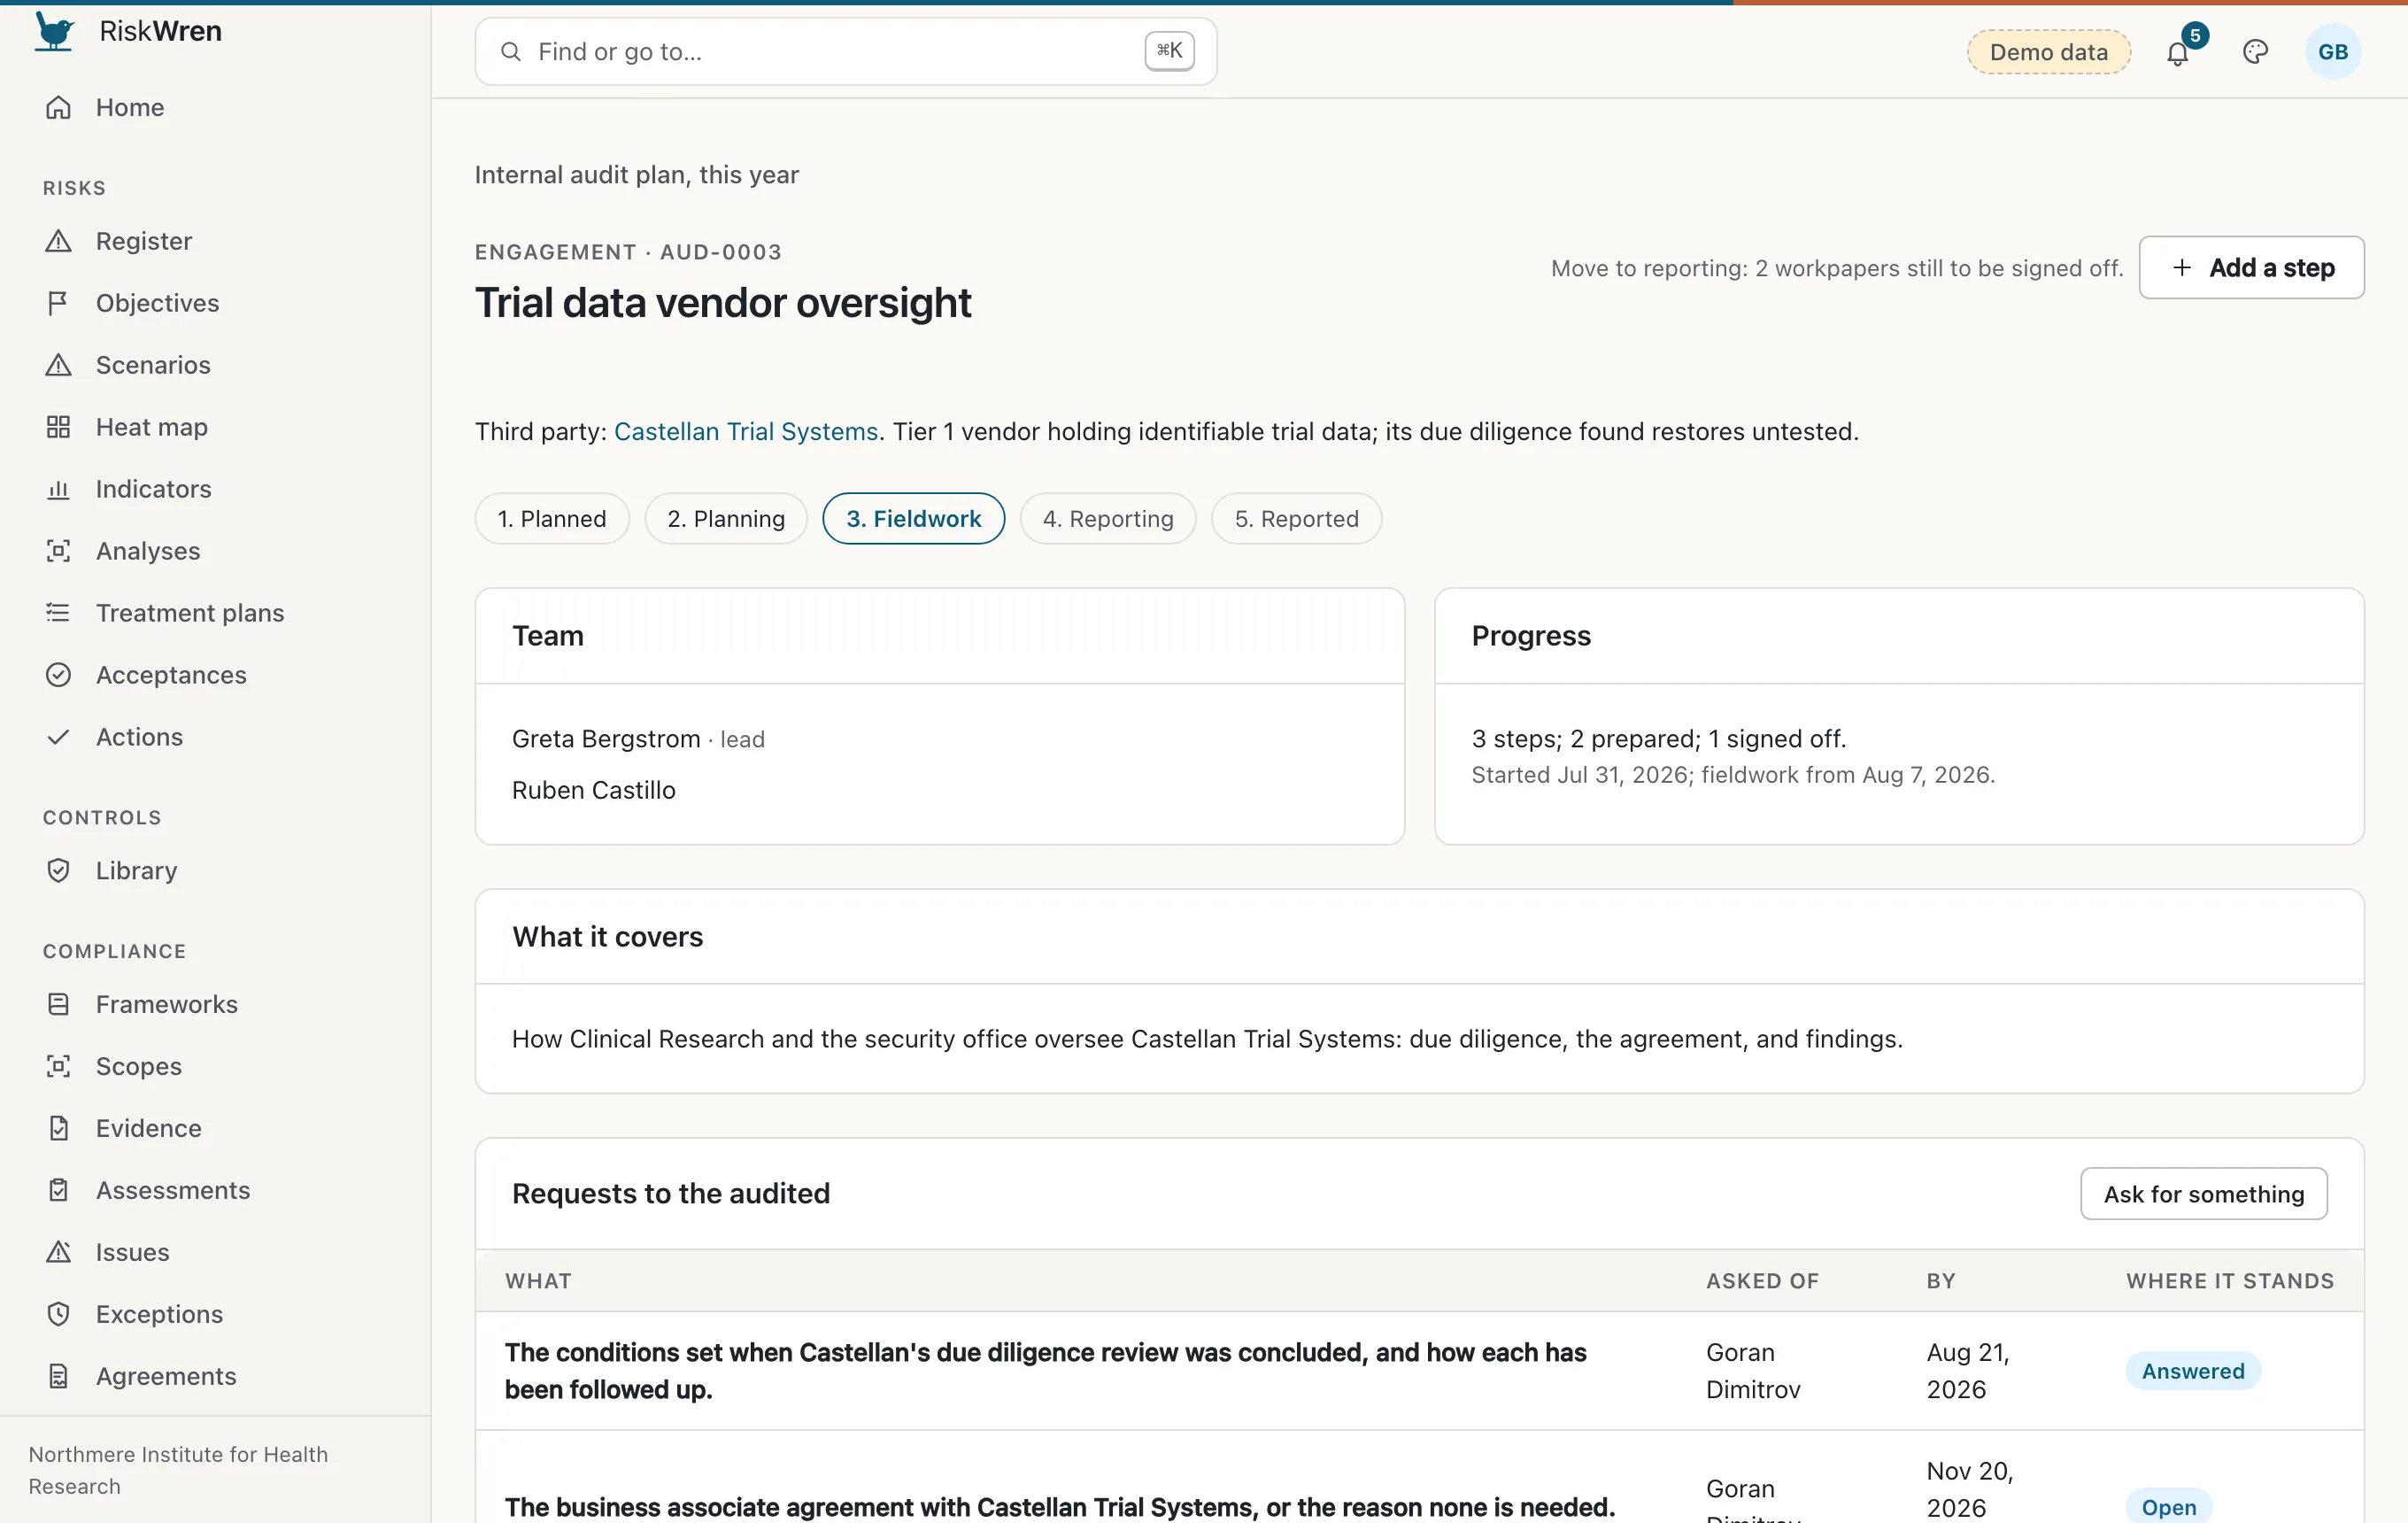 RiskWren
Find or go to...
⌘K
Demo data
5
GB
Home
RISKS
Register
Objectives
Scenarios
Heat map
Indicators
Analyses
Treatment plans
Acceptances
Actions
CONTROLS
Library
COMPLIANCE
Frameworks
Scopes
Evidence
Assessments
Issues
Exceptions
Agreements
Northmere Institute for Health
Research
Internal audit plan, this year
ENGAGEMENT · AUD-0003
Trial data vendor oversight
Move to reporting: 2 workpapers still to be signed off.
+ Add a step
Third party: Castellan Trial Systems. Tier 1 vendor holding identifiable trial data; its due diligence found restores untested.
1. Planned
2. Planning
3. Fieldwork
4. Reporting
5. Reported
Team
Greta Bergstrom · lead
Ruben Castillo
Progress
3 steps; 2 prepared; 1 signed off.
Started Jul 31, 2026; fieldwork from Aug 7, 2026.
What it covers
How Clinical Research and the security office oversee Castellan Trial Systems: due diligence, the agreement, and findings.
Requests to the audited
Ask for something
WHAT ASKED OF BY WHERE IT STANDS
The conditions set when Castellan's due diligence review was concluded, and how each has
been followed up.
Goran
Dimitrov
Aug 21,
2026
Answered
The business associate agreement with Castellan Trial Systems, or the reason none is needed.
Goran
Dimitrov
Nov 20,
2026
Open